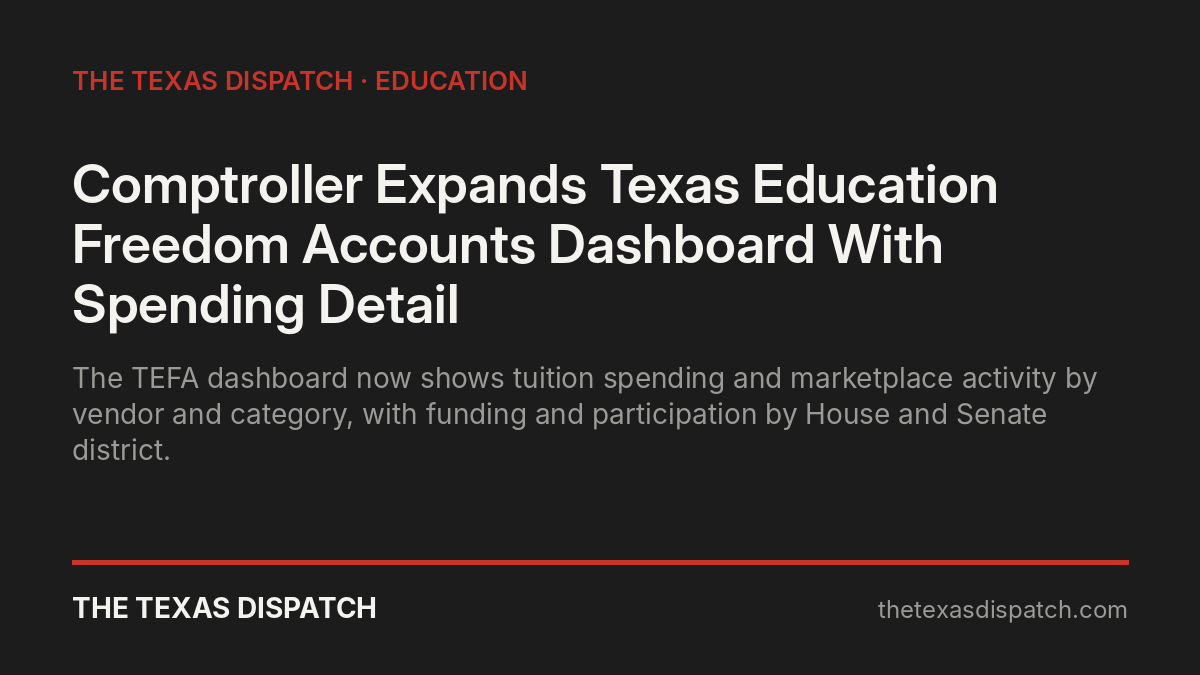 THE TEXAS DISPATCH · EDUCATION
Comptroller Expands Texas Education
Freedom Accounts Dashboard With
Spending Detail
The TEFA dashboard now shows tuition spending and marketplace activity by
vendor and category, with funding and participation by House and Senate
district.
THE TEXAS DISPATCH
thetexasdispatch.com